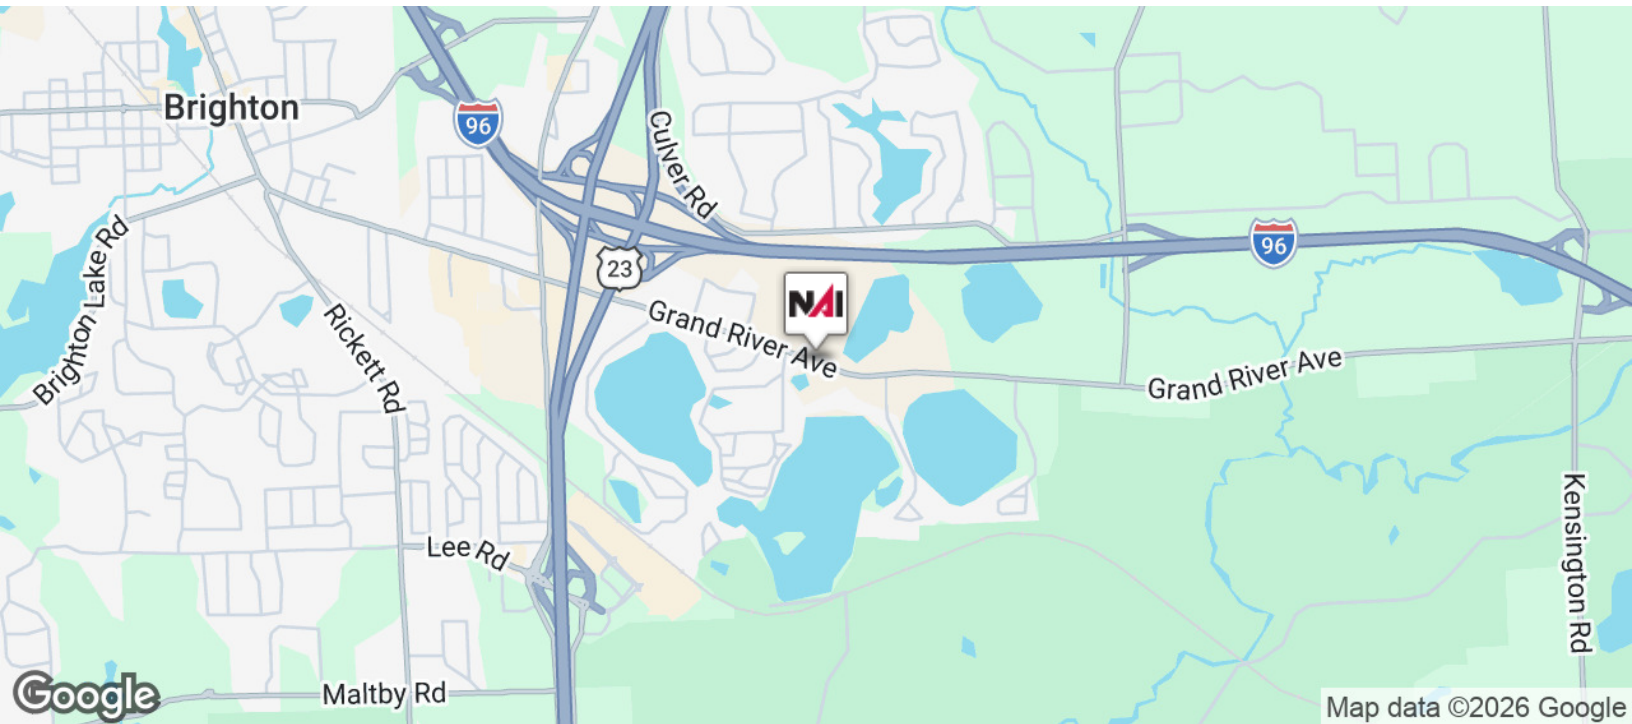 Brighton
96
Culver Rd
Brighton Lake Rd
23
96
NAI
Grand River Ave
Rickett Rd
Grand River Ave
Kensington Rd
Lee Rd
Maltby Rd
Google
Map data ©2026 Google